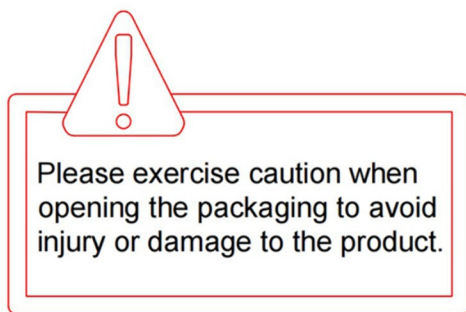 Please exercise caution when
opening the packaging to avoid
injury or damage to the product.